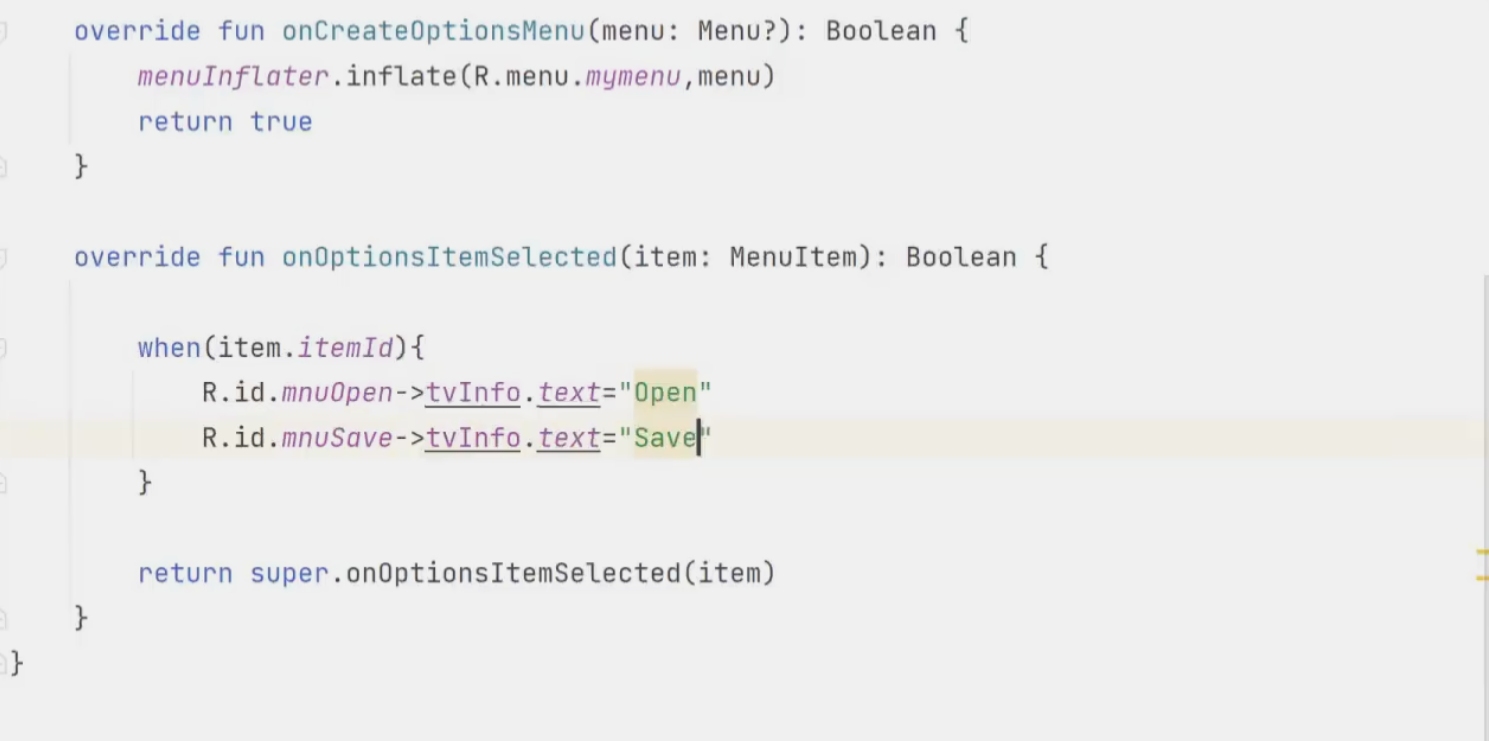 override fun onCreateOptionsMenu(menu: Menu?): Boolean {
menuInflater.inflate(R.menu.mymenu,menu)
return true
}
override fun onOptionsItemSelected(item: MenuItem): Boolean {
when(item.itemId){
R.id.mnuOpen->tvInfo.text="Open"
R.id.mnuSave->tvInfo.text="Save"
}
return super.onOptionsItemSelected(item)
}
}